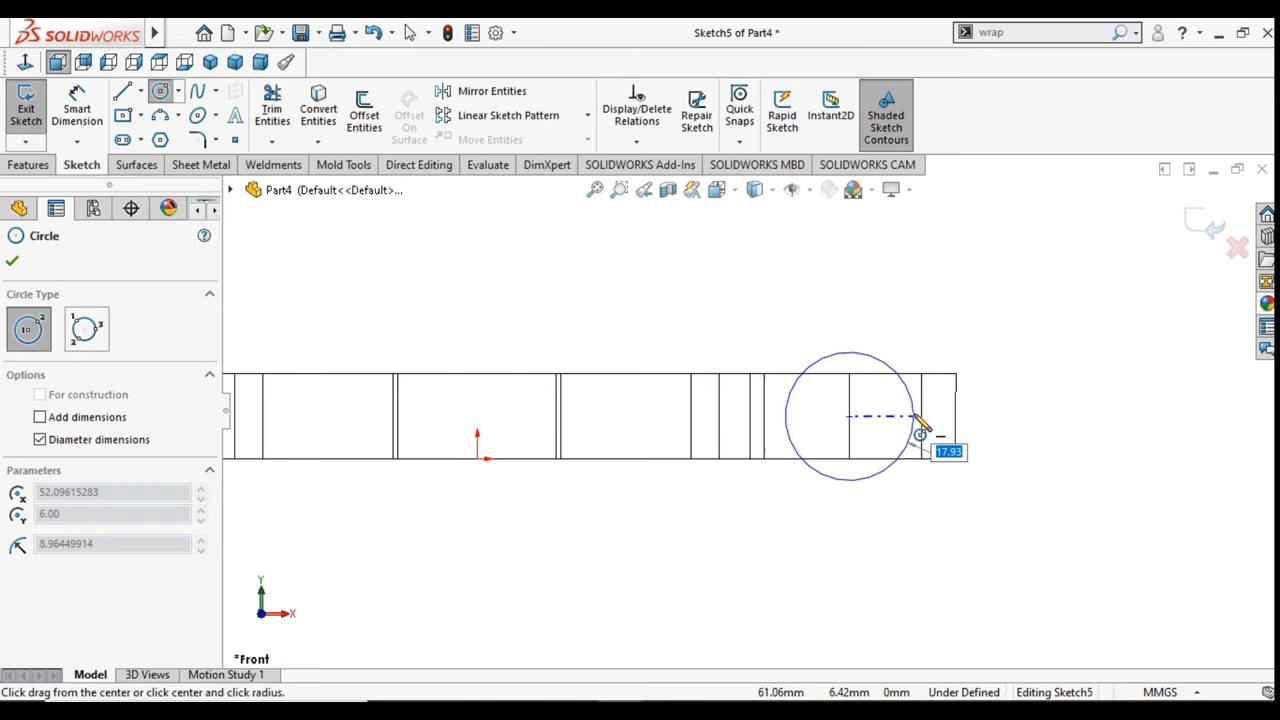 SOLIDWORKS
Sketch5 of Part4 *
wrap
Exit Sketch
Smart Dimension
Trim Entities
Convert Entities
Offset Entities
Offset On Surface
Mirror Entities
Linear Sketch Pattern
Move Entities
Display/Delete Relations
Repair Sketch
Quick Snaps
Rapid Sketch
Instant2D
Shaded Sketch Contours
Features
Sketch
Surfaces
Sheet Metal
Weldments
Mold Tools
Direct Editing
Evaluate
DimXpert
SOLIDWORKS Add-Ins
SOLIDWORKS MBD
SOLIDWORKS CAM
Part4 (Default<<Default>...
Circle
Circle Type
Options
For construction
Add dimensions
Diameter dimensions
Parameters
52.09615283
6.00
8.96449914
17.93
Y
X
*Front
Model
3D Views
Motion Study 1
Click drag from the center or click center and click radius.
61.06mm
6.42mm
0mm
Under Defined
Editing Sketch5
MMGS